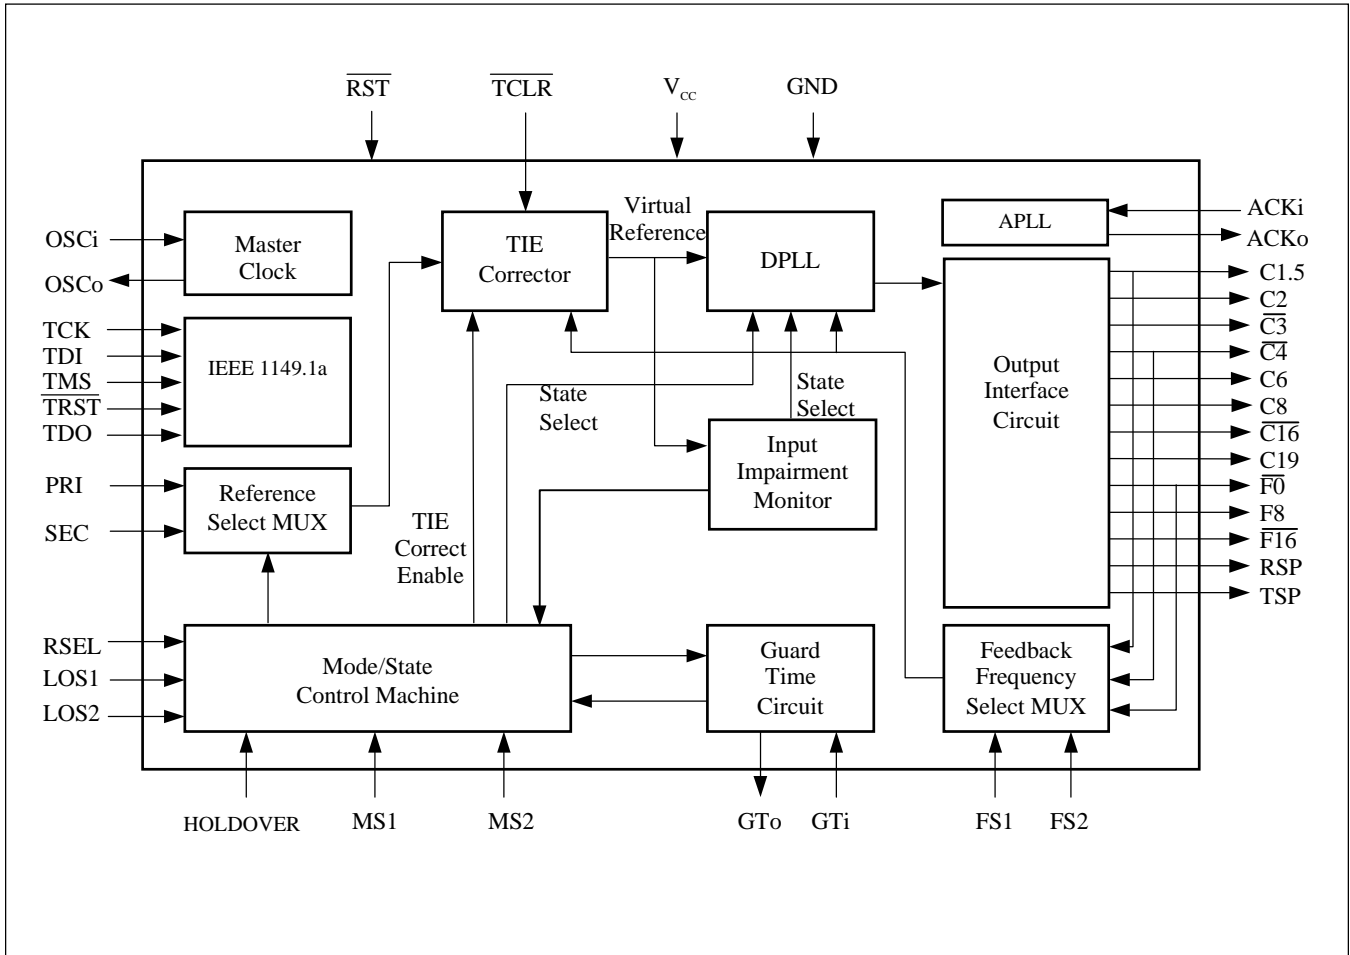 RST
TCLR
VCC
GND
OSCi
OSCo
Master
Clock
TIE
Corrector
Virtual
Reference
DPLL
APLL
ACKi
ACKo
TCK
TDI
TMS
TRST
TDO
IEEE 1149.1a
State
Select
State
Select
Output
Interface
Circuit
C1.5
C2
C3
C4
C6
C8
C16
C19
F0
F8
F16
RSP
TSP
PRI
SEC
Reference
Select MUX
TIE
Correct
Enable
Input
Impairment
Monitor
RSEL
LOS1
LOS2
Mode/State
Control Machine
Guard
Time
Circuit
Feedback
Frequency
Select MUX
HOLDOVER
MS1
MS2
GTo
GTi
FS1
FS2